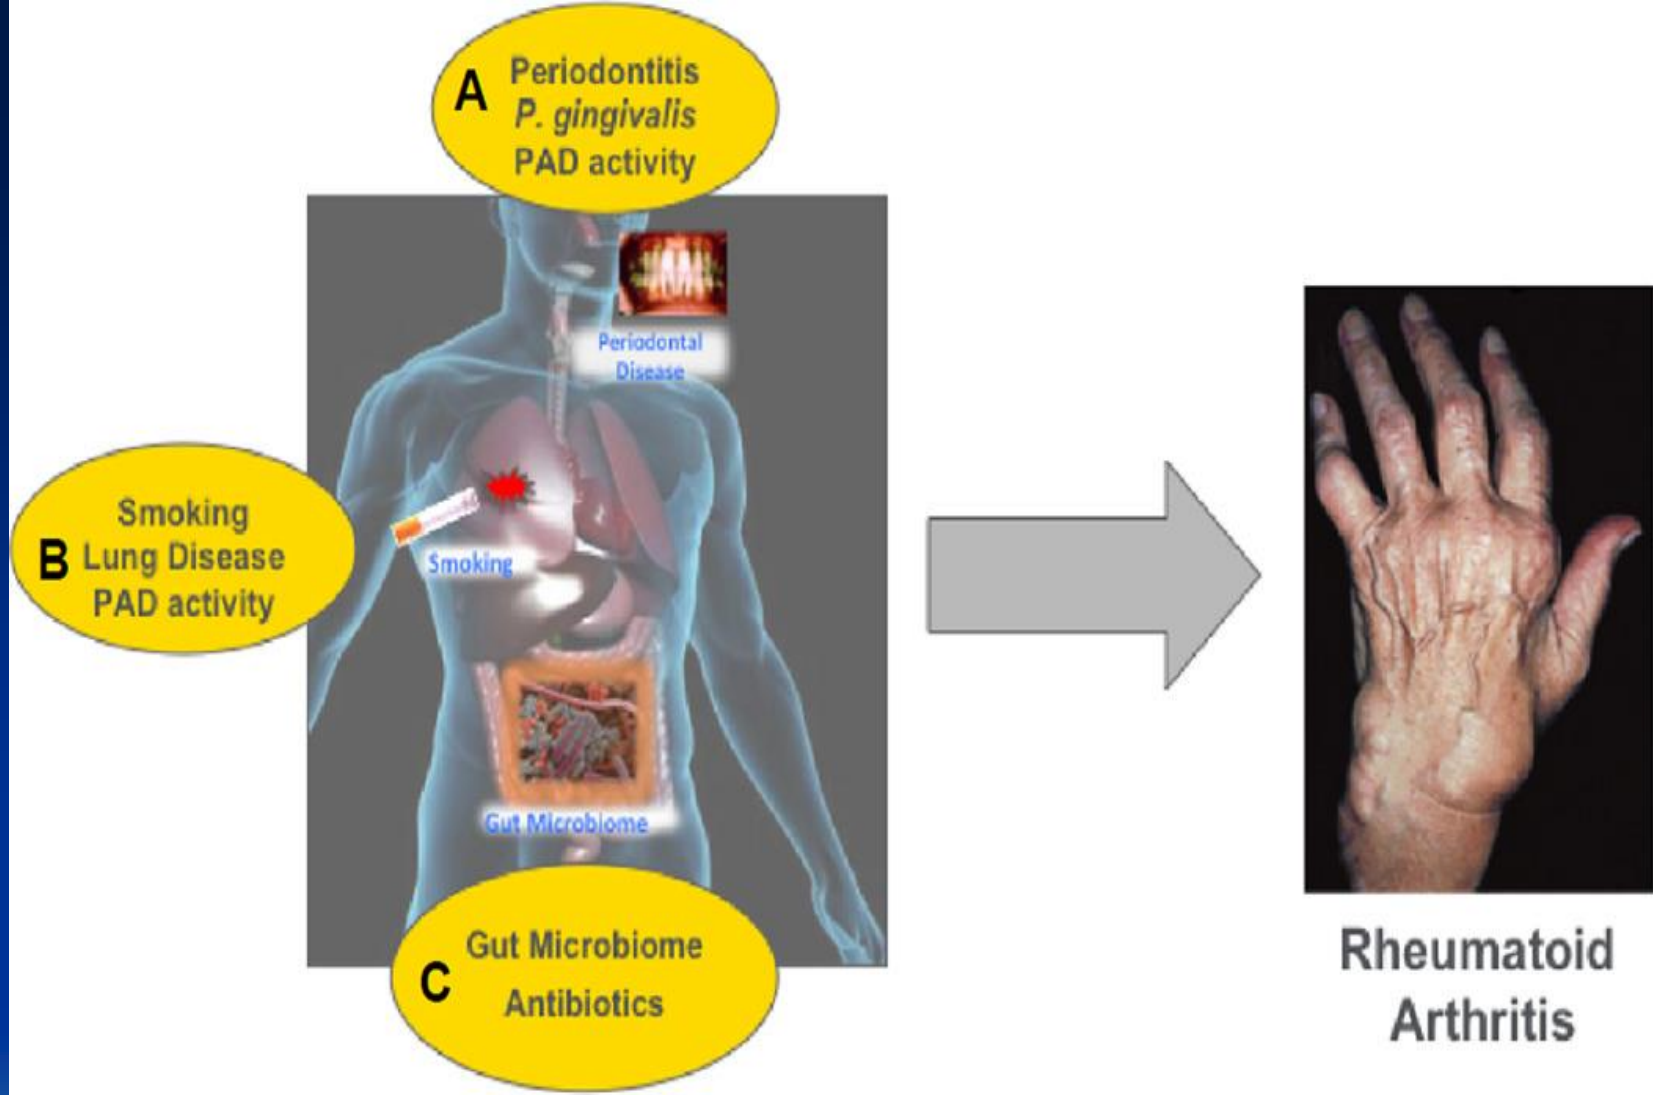 A
Periodontitis
P. gingivalis
PAD activity
Periodontal
Disease
B
Smoking
Lung Disease
PAD activity
Smoking
Gut Microbiome
C
Gut Microbiome
Antibiotics
Rheumatoid
Arthritis